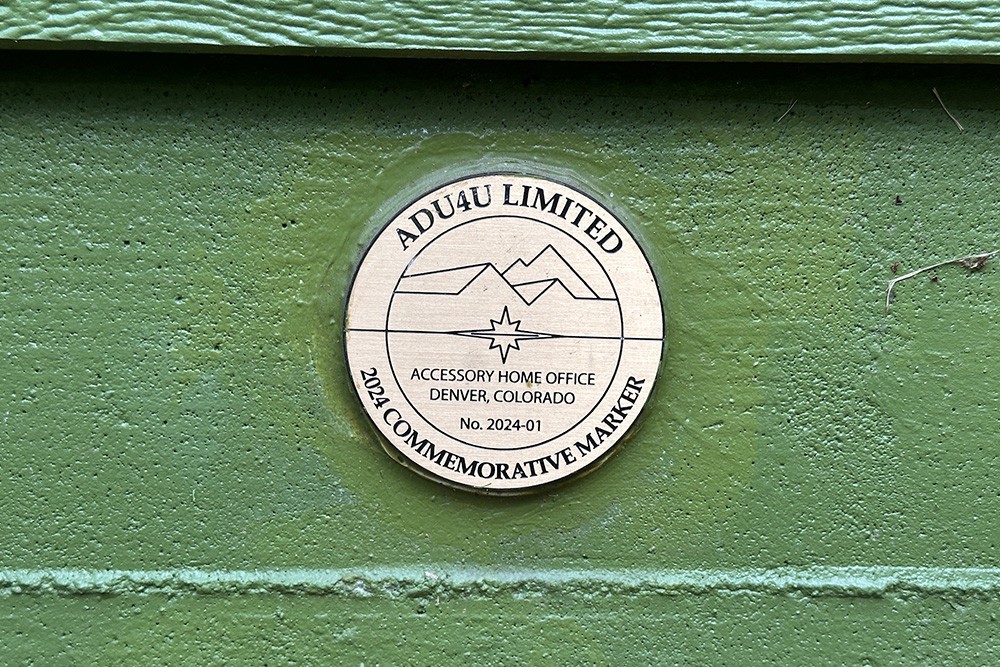 ADU4U LIMITED
ACCESSORY HOME OFFICE
DENVER, COLORADO
No. 2024-01
2024 COMMEMORATIVE MARKER